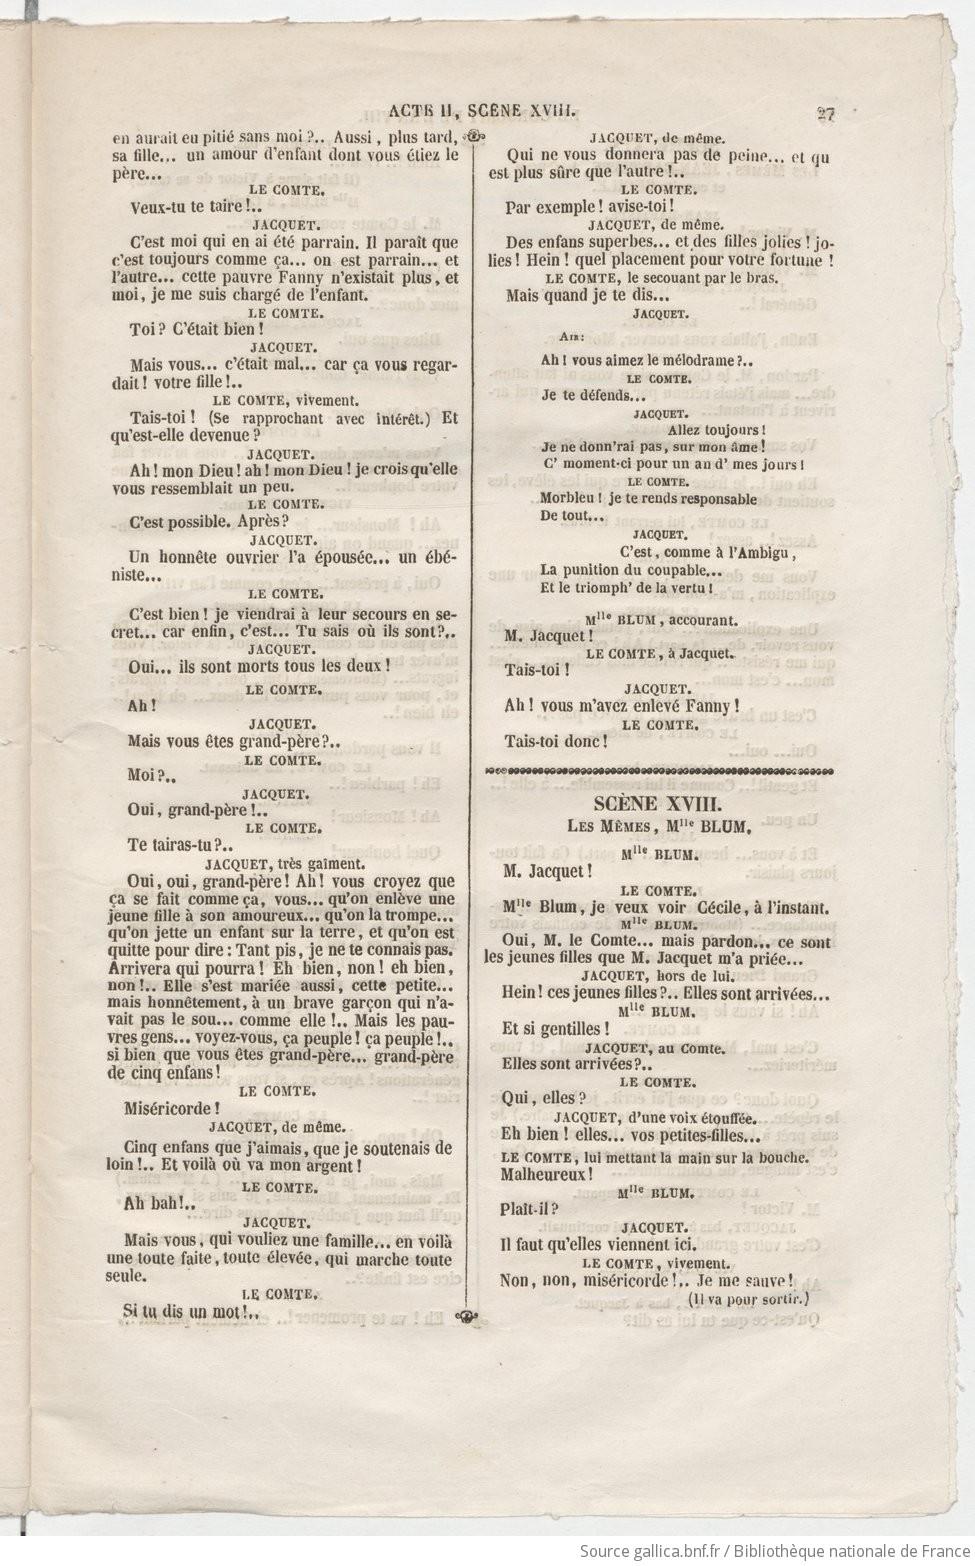 ACTE II, SCÈNE XVIII.
27
en aurait eu pitié sans moi?.. Aussi, plus tard,
sa fille... un amour d'enfant dont vous étiez le
père...
LE COMTE.
Veux-tu te taire!..
JACQUET.
C'est moi qui en ai été parrain. Il paraît que
c'est toujours comme ça... on est parrain... et
l'autre... cette pauvre Fanny n'existait plus, et
moi, je me suis chargé de l'enfant.
LE COMTE.
Toi? C'était bien!
JACQUET.
Mais vous... c'était mal... car ça vous regar-
dait! votre fille!..
LE COMTE, vivement.
Tais-toi! (Se rapprochant avec intérêt.) Et
qu'est-elle devenue?
JACQUET.
Ah! mon Dieu! ah! mon Dieu! je crois qu'elle
vous ressemblait un peu.
LE COMTE.
C'est possible. Après?
JACQUET.
Un honnête ouvrier l'a épousée... un ébé-
niste...
LE COMTE.
C'est bien! je viendrai à leur secours en se-
cret... car enfin, c'est... Tu sais où ils sont?..
JACQUET.
Oui... ils sont morts tous les deux!
LE COMTE.
Ah!
JACQUET.
Mais vous êtes grand-père?..
LE COMTE.
Moi?..
JACQUET.
Oui, grand-père!..
LE COMTE.
Te tairas-tu?..
JACQUET, très gaîment.
Oui, oui, grand-père! Ah! vous croyez que
ça se fait comme ça, vous... qu'on enlève une
jeune fille à son amoureux... qu'on la trompe...
qu'on jette un enfant sur la terre, et qu'on est
quitte pour dire: Tant pis, je ne te connais pas.
Arrivera qui pourra! Eh bien, non! eh bien,
non!.. Elle s'est mariée aussi, cette petite...
mais honnêtement, à un brave garçon qui n'a-
vait pas le sou... comme elle!.. Mais les pau-
vres gens... voyez-vous, ça peuple! ça peuple!..
si bien que vous êtes grand-père... grand-père
de cinq enfans!
LE COMTE.
Miséricorde!
JACQUET, de même.
Cinq enfans que j'aimais, que je soutenais de
loin!.. Et voilà où va mon argent!
LE COMTE.
Ah bah!..
JACQUET.
Mais vous, qui vouliez une famille... en voilà
une toute faite, toute élevée, qui marche toute
seule.
LE COMTE.
Si tu dis un mot!..
JACQUET, de même.
Qui ne vous donnera pas de peine... et qu
est plus sûre que l'autre!..
LE COMTE.
Par exemple! avise-toi!
JACQUET, de même.
Des enfans superbes... et des filles jolies! jo-
lies! Hein! quel placement pour votre fortune!
LE COMTE, le secouant par le bras.
Mais quand je te dis...
JACQUET.
AIR:
Ah! vous aimez le mélodrame?..
LE COMTE.
Je te défends...
JACQUET.
Allez toujours!
Je ne donn'rai pas, sur mon âme!
C' moment-ci pour un an d' mes jours!
LE COMTE.
Morbleu! je te rends responsable
De tout...
JACQUET.
C'est, comme à l'Ambigu,
La punition du coupable...
Et le triomph' de la vertu!
Mlle BLUM, accourant.
M. Jacquet!
LE COMTE, à Jacquet.
Tais-toi!
JACQUET.
Ah! vous m'avez enlevé Fanny!
LE COMTE.
Tais-toi donc!
SCÈNE XVIII.
LES MÊMES, Mlle BLUM.
Mlle BLUM.
M. Jacquet!
LE COMTE.
Mlle Blum, je veux voir Cécile, à l'instant.
Mlle BLUM.
Oui, M. le Comte... mais pardon... ce sont
les jeunes filles que M. Jacquet m'a priée...
JACQUET, hors de lui.
Hein! ces jeunes filles?.. Elles sont arrivées...
Mlle BLUM.
Et si gentilles!
JACQUET, au Comte.
Elles sont arrivées?..
LE COMTE.
Qui, elles?
JACQUET, d'une voix étouffée.
Eh bien! elles... vos petites-filles...
LE COMTE, lui mettant la main sur la bouche.
Malheureux!
Mlle BLUM.
Plaît-il?
JACQUET.
Il faut qu'elles viennent ici.
LE COMTE, vivement.
Non, non, miséricorde!.. Je me sauve!
(Il va pour sortir.)
Source gallica.bnf.fr / Bibliothèque nationale de France